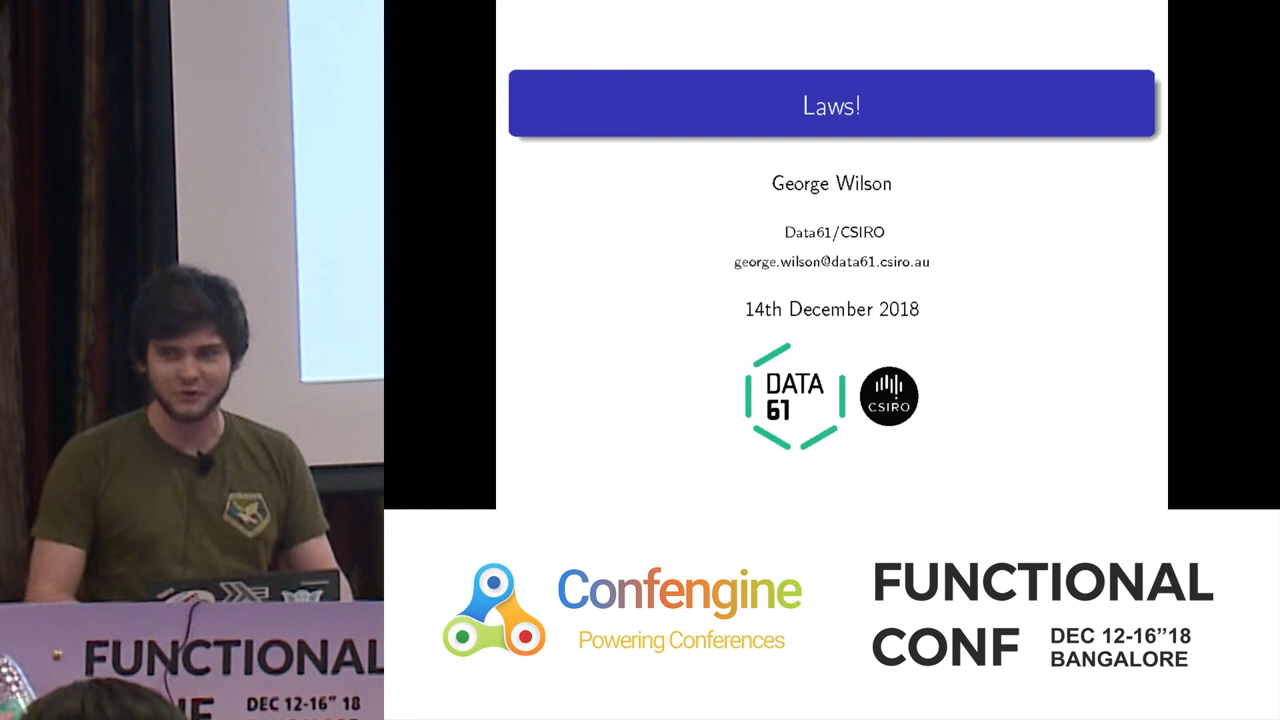 Laws!
George Wilson
Data61/CSIRO
george.wilson@data61.csiro.au
14th December 2018
DATA
61
CSIRO
Confengine
Powering Conferences
FUNCTIONAL
CONF
DEC 12-16”18
BANGALORE
FUNCTIONAL
DEC 12-16” 18